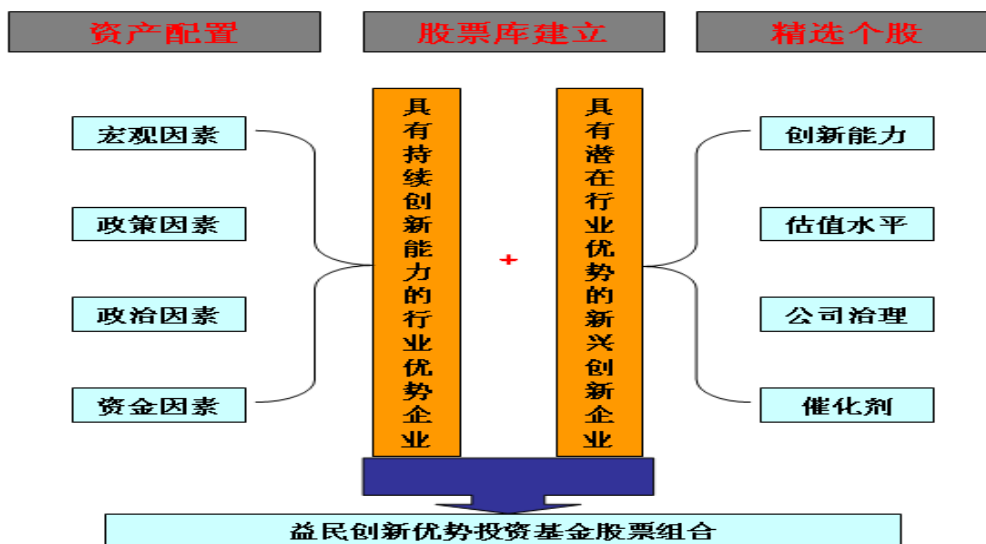 资产配置
股票库建立
精选个股
宏观因素
政策因素
政治因素
资金因素
具有持续创新能力的行业优势企业
+
具有潜在行业优势的新兴创新企业
创新能力
估值水平
公司治理
催化剂
益民创新优势投资基金股票组合